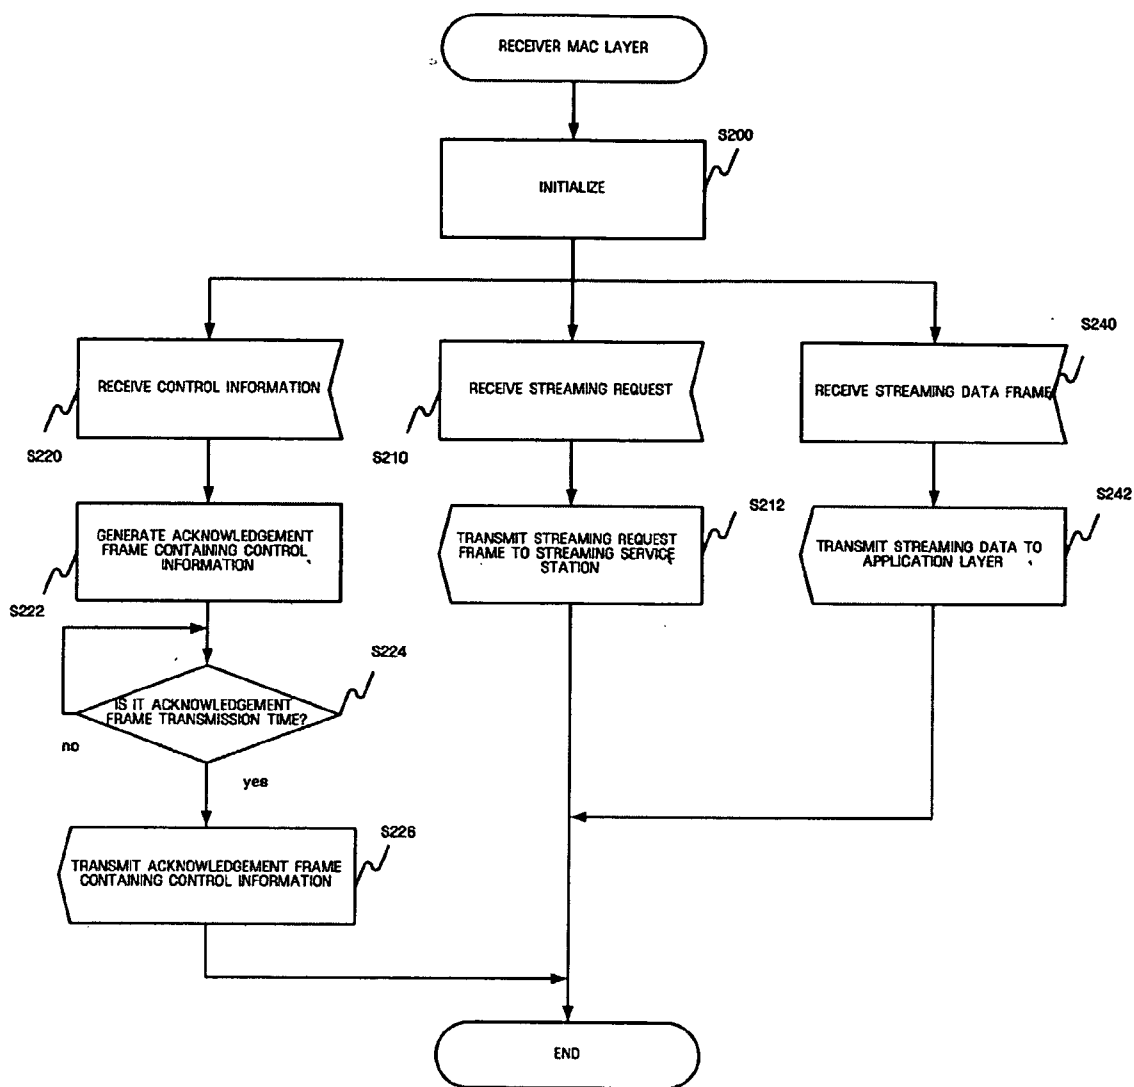 RECEIVER MAC LAYER
S200
INITIALIZE
S240
RECEIVE CONTROL INFORMATION
RECEIVE STREAMING REQUEST
RECEIVE STREAMING DATA FRAME
S220
S210
S212
S242
GENERATE ACKNOWLEDGEMENT
FRAME CONTAINING CONTROL
INFORMATION
TRANSMIT STREAMING REQUEST
FRAME TO STREAMING SERVICE
STATION
TRANSMIT STREAMING DATA TO
APPLICATION LAYER
S222
S224
IS IT ACKNOWLEDGEMENT
FRAME TRANSMISSION TIME?
no
yes
S226
TRANSMIT ACKNOWLEDGEMENT FRAME
CONTAINING CONTROL INFORMATION
END